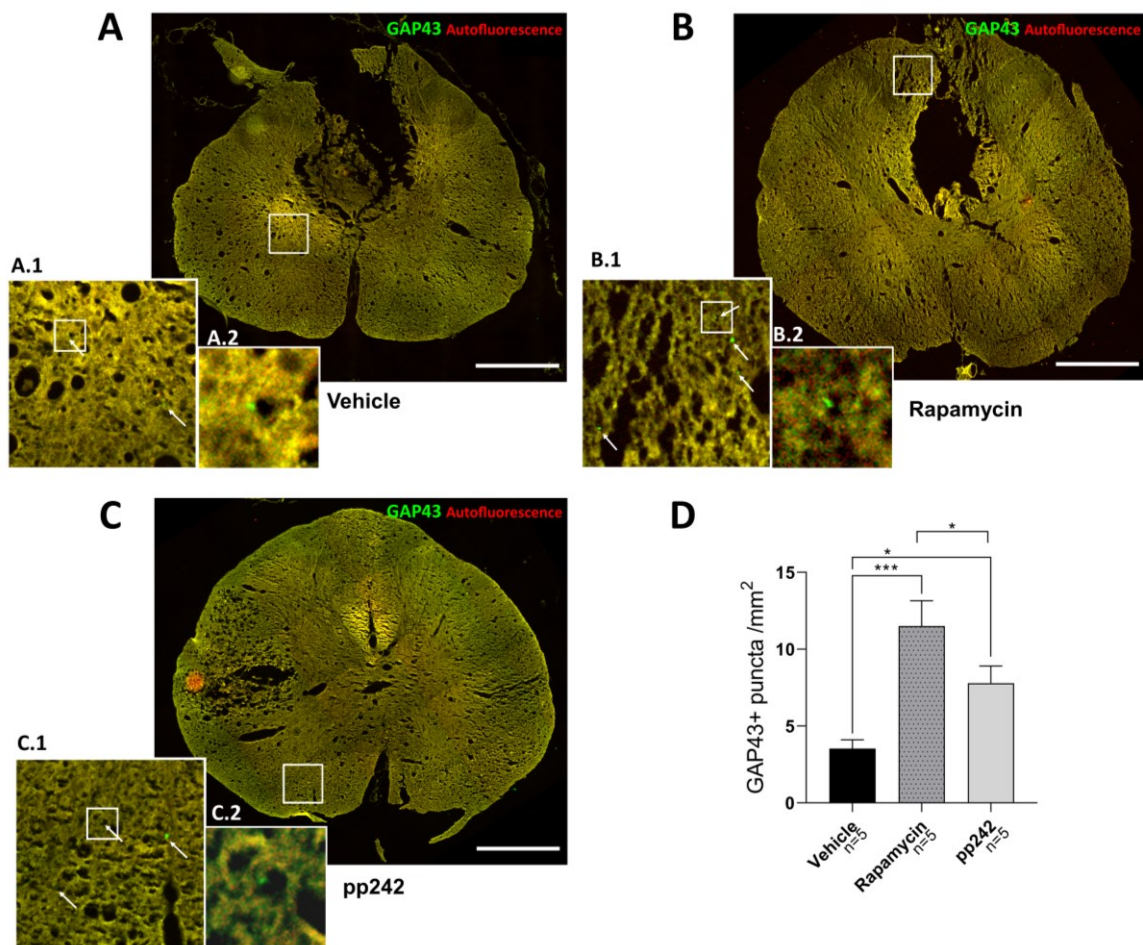 A
GAP43 Autofluorescence
A.1
A.2
Vehicle
B
GAP43 Autofluorescence
B.1
B.2
Rapamycin
C
GAP43 Autofluorescence
C.1
C.2
pp242
D
*
*
***
15
10
5
0
GAP43+ puncta /mm²
Vehicle
n=5
Rapamycin
n=5
pp242
n=5